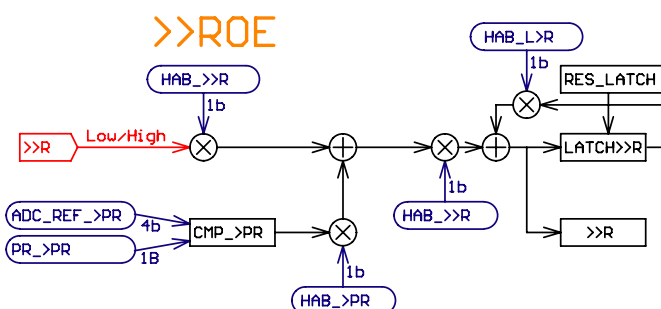 >>ROE
HAB_L>R
1b
HAB_>>R
1b
RES_LATCH
>>R
Low/High
LATCH>>R
1b
HAB_>>R
ADC_REF_>PR
4b
CMP_>PR
>>R
PR_>PR
1B
1b
HAB_>PR